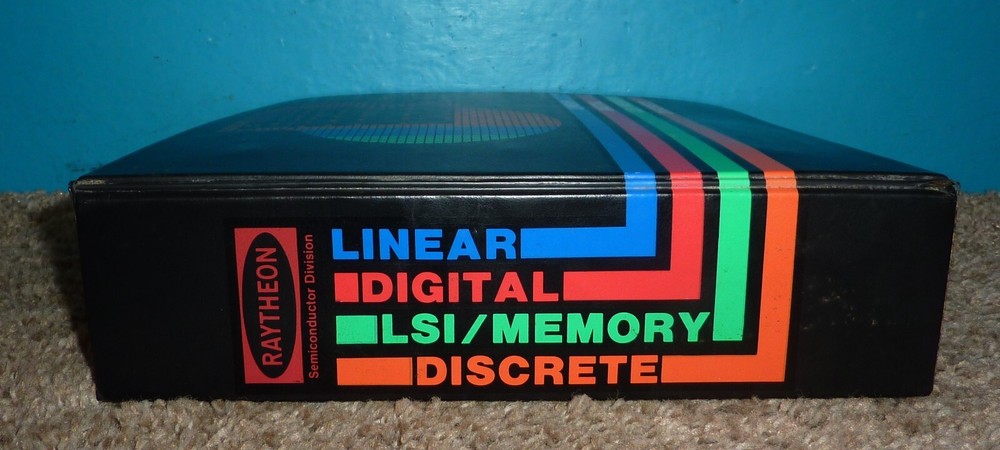 RAYTHEON
Semiconductor Division
LINEAR
DIGITAL
LSI/MEMORY
DISCRETE